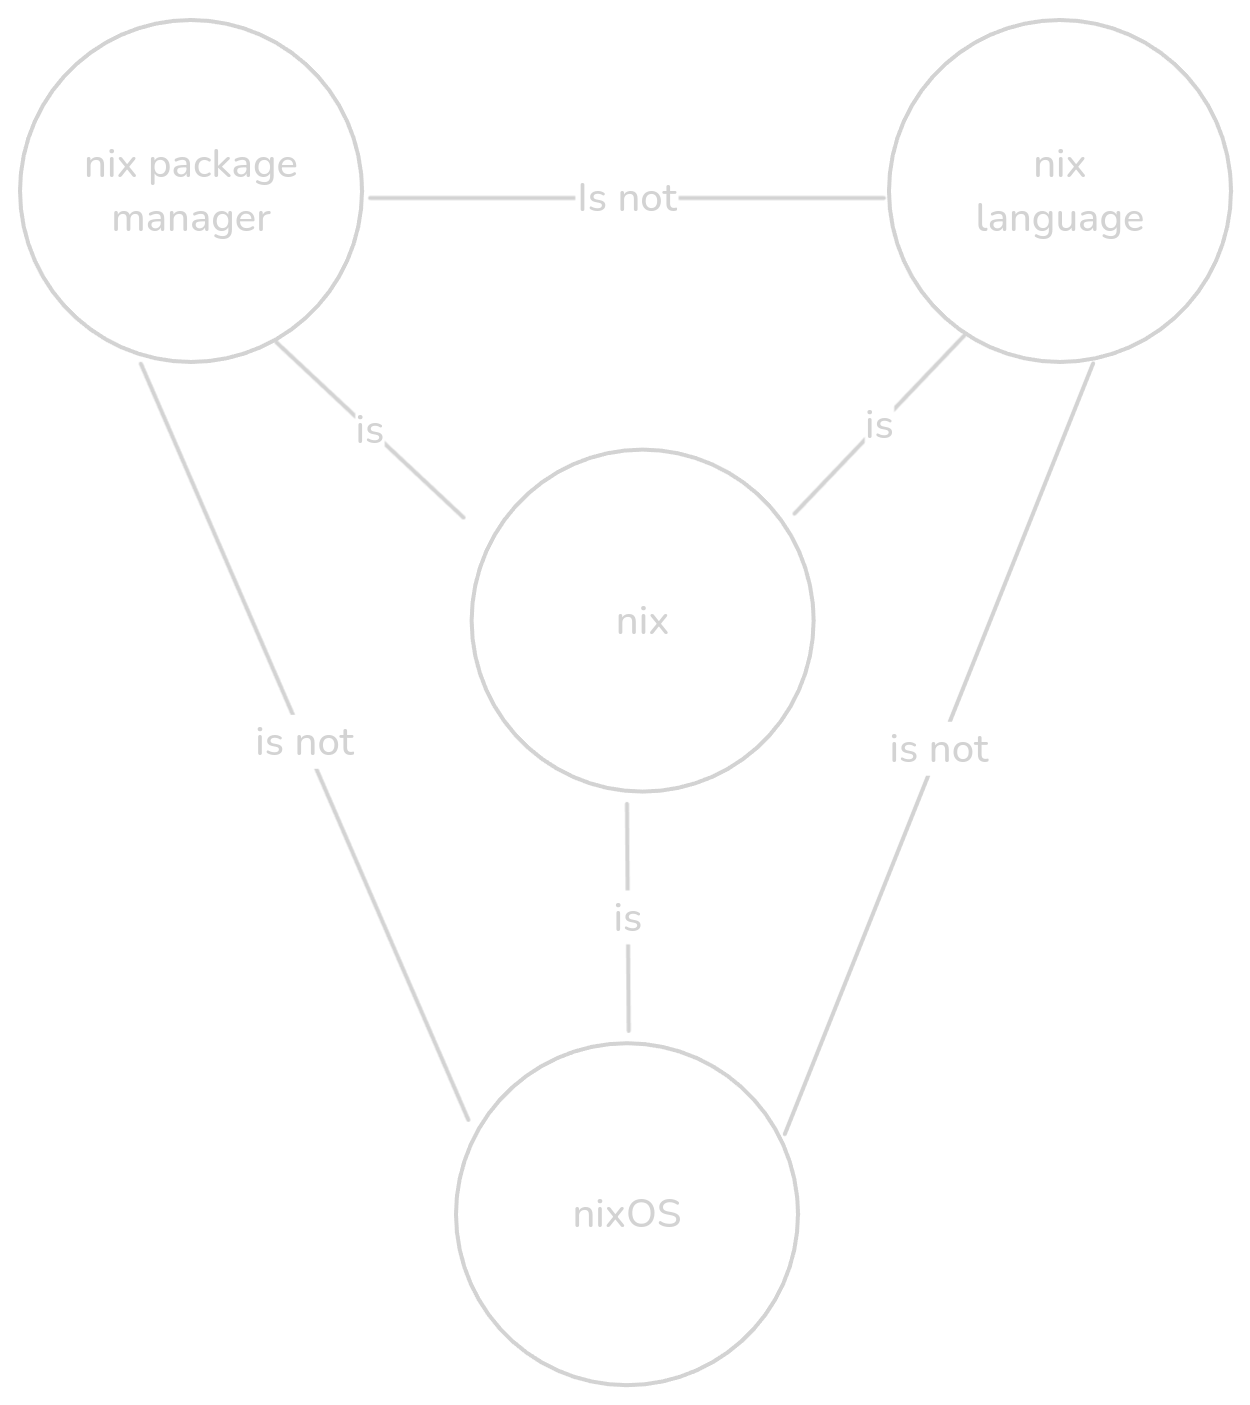 nix package
manager
Is not
nix
language
is
is
nix
is not
is not
is
nixOS